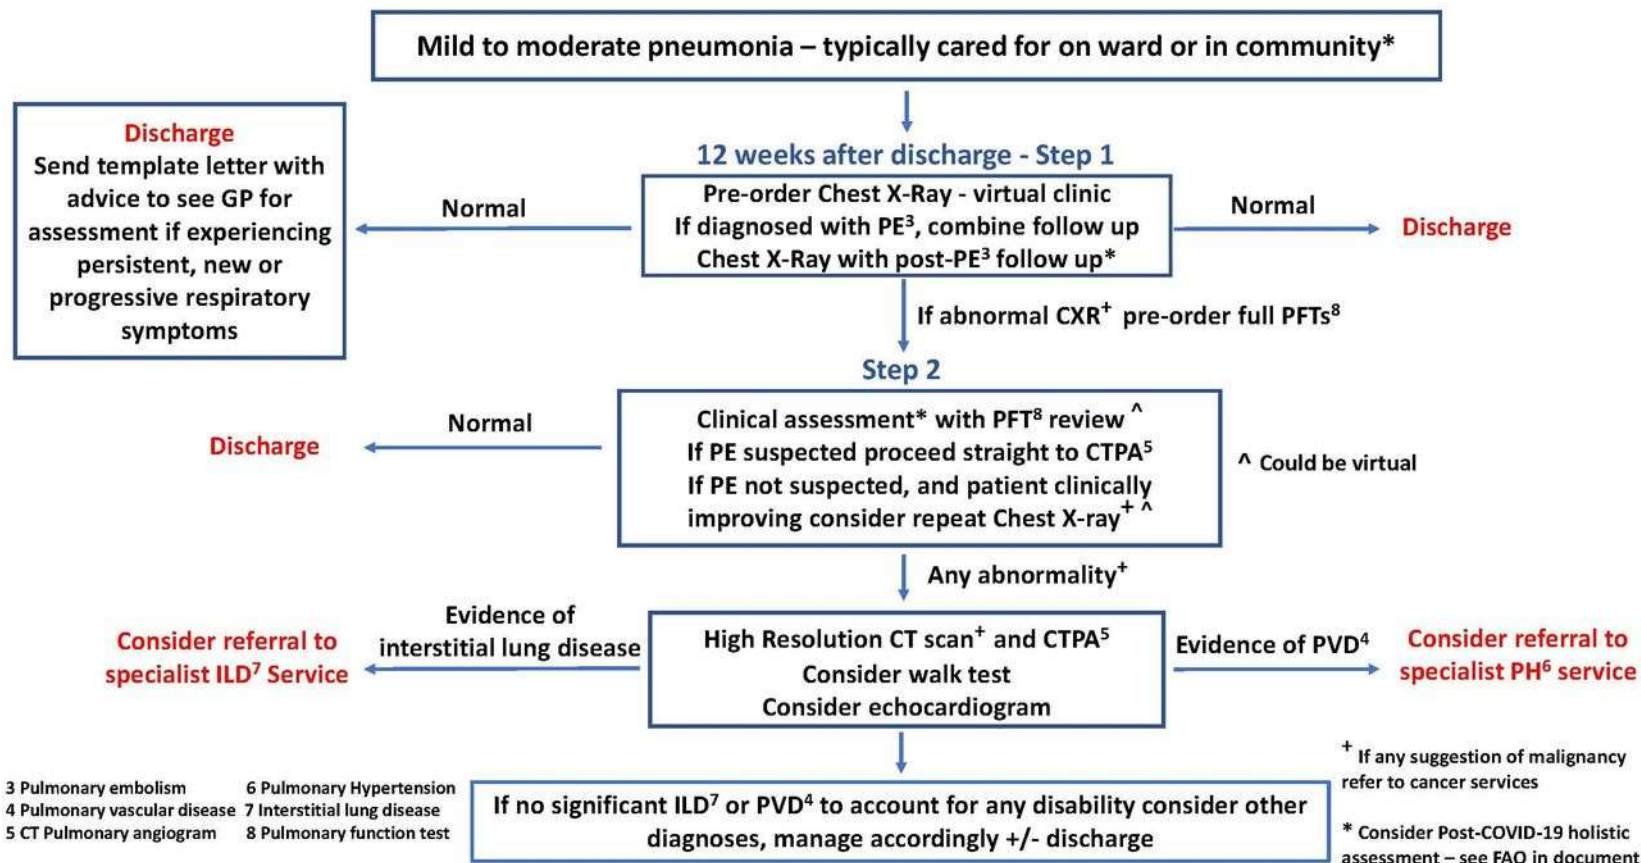 Mild to moderate pneumonia – typically cared for on ward or in community*
Discharge
Send template letter with
advice to see GP for
assessment if experiencing
persistent, new or
progressive respiratory
symptoms
Normal
12 weeks after discharge - Step 1
Pre-order Chest X-Ray - virtual clinic
If diagnosed with PE³, combine follow up
Chest X-Ray with post-PE³ follow up*
Normal
Discharge
If abnormal CXR⁺ pre-order full PFTs⁸
Step 2
Discharge
Normal
Clinical assessment* with PFT⁸ review ^
If PE suspected proceed straight to CTPA⁵
If PE not suspected, and patient clinically
improving consider repeat Chest X-ray⁺ ^
^ Could be virtual
Any abnormality⁺
Consider referral to
specialist ILD⁷ Service
Evidence of
interstitial lung disease
High Resolution CT scan⁺ and CTPA⁵
Consider walk test
Consider echocardiogram
Evidence of PVD⁴
Consider referral to
specialist PH⁶ service
3 Pulmonary embolism
4 Pulmonary vascular disease
5 CT Pulmonary angiogram
6 Pulmonary Hypertension
7 Interstitial lung disease
8 Pulmonary function test
If no significant ILD⁷ or PVD⁴ to account for any disability consider other
diagnoses, manage accordingly +/- discharge
⁺ If any suggestion of malignancy
refer to cancer services
* Consider Post-COVID-19 holistic
assessment – see FAQ in document